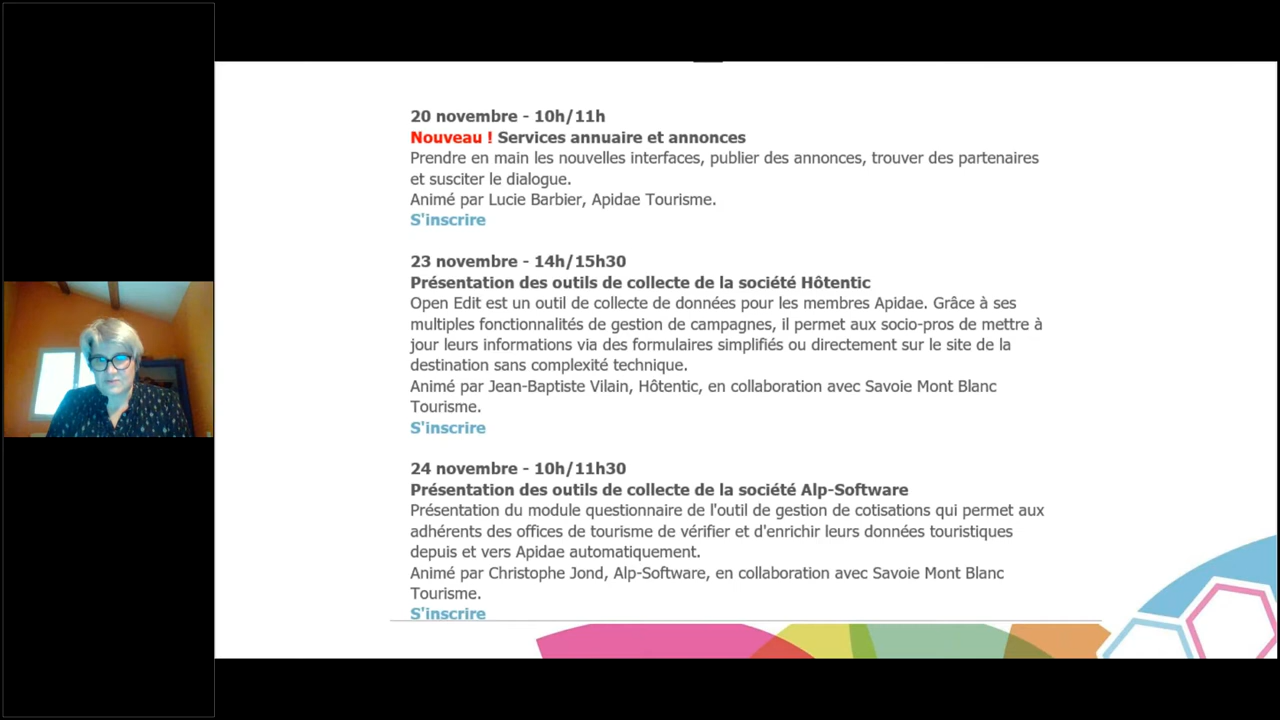 20 novembre - 10h/11h
Nouveau ! Services annuaire et annonces
Prendre en main les nouvelles interfaces, publier des annonces, trouver des partenaires
et susciter le dialogue.
Animé par Lucie Barbier, Apidae Tourisme.
S'inscrire
23 novembre - 14h/15h30
Présentation des outils de collecte de la société Hôtentic
Open Edit est un outil de collecte de données pour les membres Apidae. Grâce à ses
multiples fonctionnalités de gestion de campagnes, il permet aux socio-pros de mettre à
jour leurs informations via des formulaires simplifiés ou directement sur le site de la
destination sans complexité technique.
Animé par Jean-Baptiste Vilain, Hôtentic, en collaboration avec Savoie Mont Blanc
Tourisme.
S'inscrire
24 novembre - 10h/11h30
Présentation des outils de collecte de la société Alp-Software
Présentation du module questionnaire de l'outil de gestion de cotisations qui permet aux
adhérents des offices de tourisme de vérifier et d'enrichir leurs données touristiques
depuis et vers Apidae automatiquement.
Animé par Christophe Jond, Alp-Software, en collaboration avec Savoie Mont Blanc
Tourisme.
S'inscrire